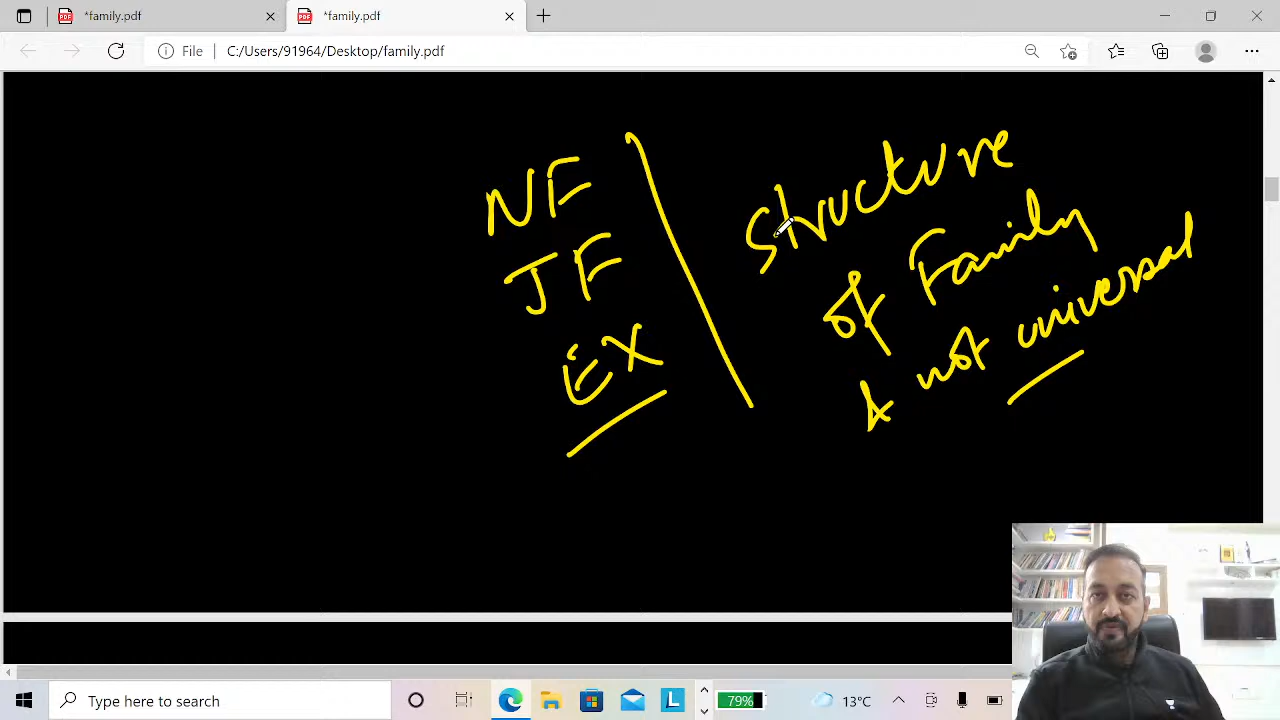 *family.pdf
*family.pdf
File C:/Users/91964/Desktop/family.pdf
NF
JF
EX
structure
of Family
not universal
Type here to search
79%
13°C